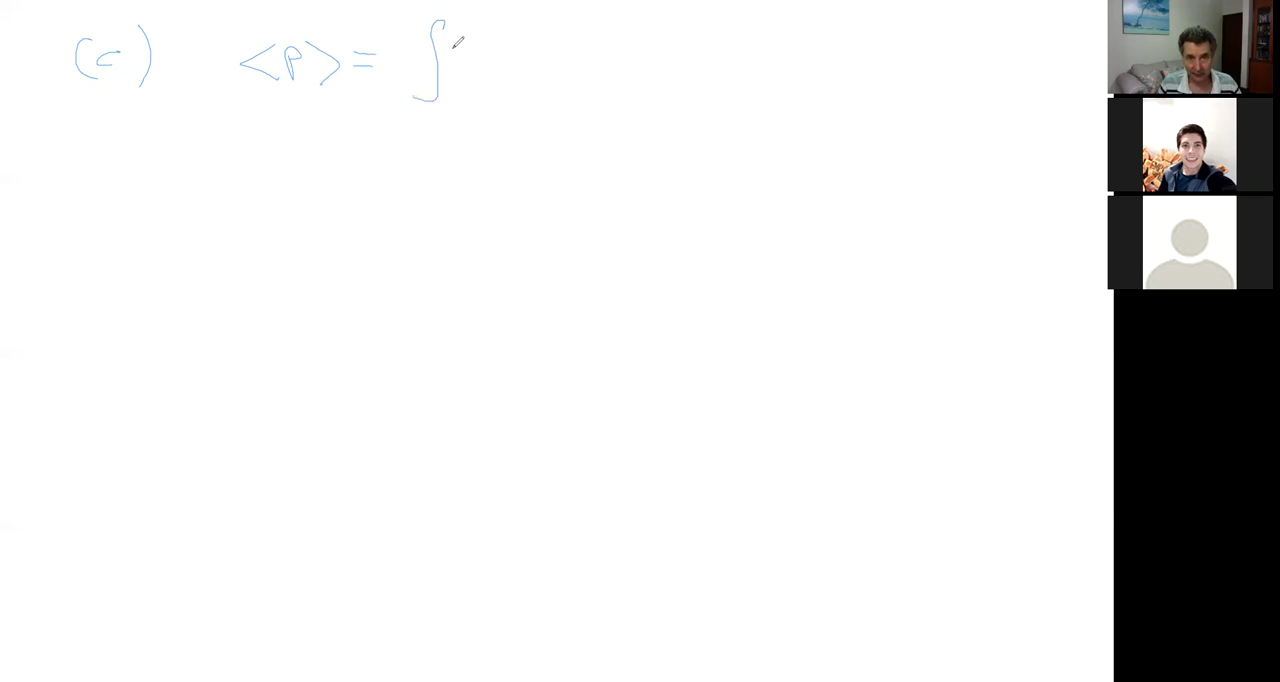 (c) <p> = ∫